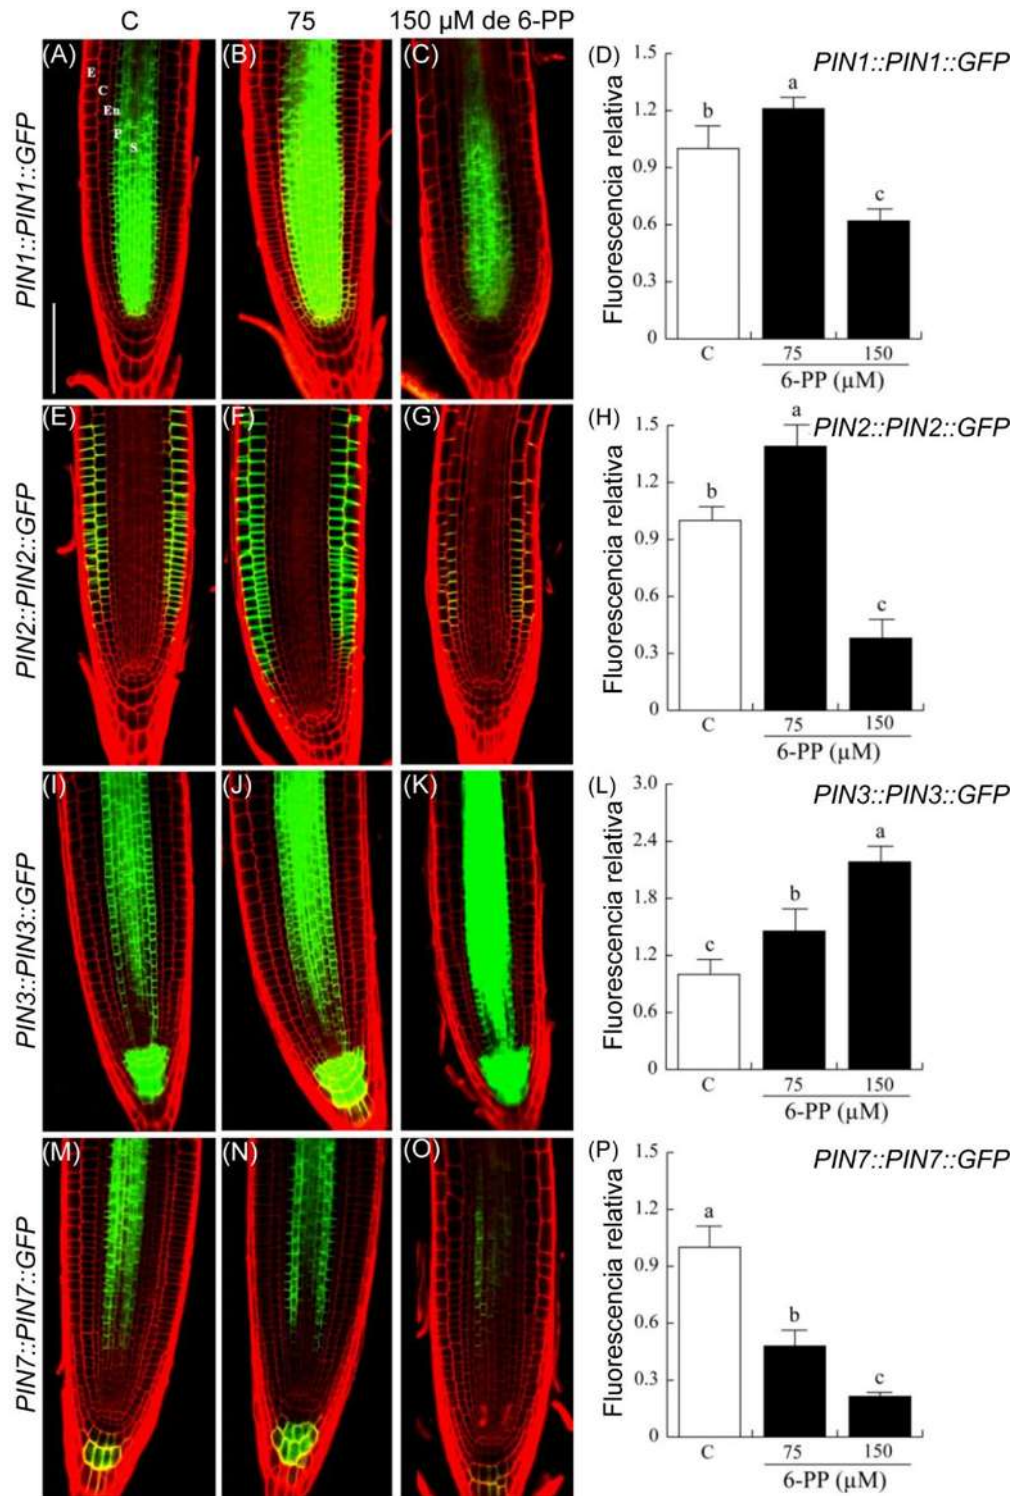 C 75 150 µM de 6-PP
(A) (B) (C) (D) PIN1::PIN1::GFP
E
C
En
P
S
PIN1::PIN1::GFP
Fluorescencia relativa
1.5
1.2
0.9
0.6
0.3
0
b a c
C 75 150
6-PP (µM)
(E) (F) (G) (H) PIN2::PIN2::GFP
PIN2::PIN2::GFP
Fluorescencia relativa
1.5
1.2
0.9
0.6
0.3
0
b a c
C 75 150
6-PP (µM)
(I) (J) (K) (L) PIN3::PIN3::GFP
PIN3::PIN3::GFP
Fluorescencia relativa
3.0
2.4
1.8
1.2
0.6
0
c b a
C 75 150
6-PP (µM)
(M) (N) (O) (P) PIN7::PIN7::GFP
PIN7::PIN7::GFP
Fluorescencia relativa
1.5
1.2
0.9
0.6
0.3
0
a b c
C 75 150
6-PP (µM)